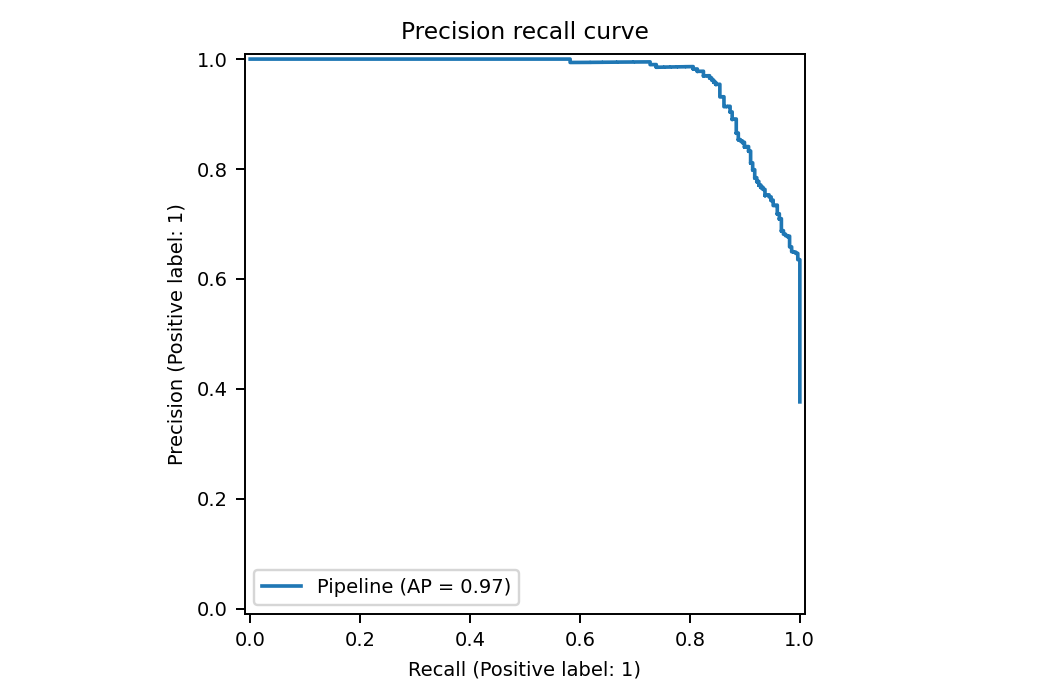 Precision recall curve
1.0
0.8
0.6
0.4
0.2
0.0
Precision (Positive label: 1)
Pipeline (AP = 0.97)
0.0 0.2 0.4 0.6 0.8 1.0
Recall (Positive label: 1)